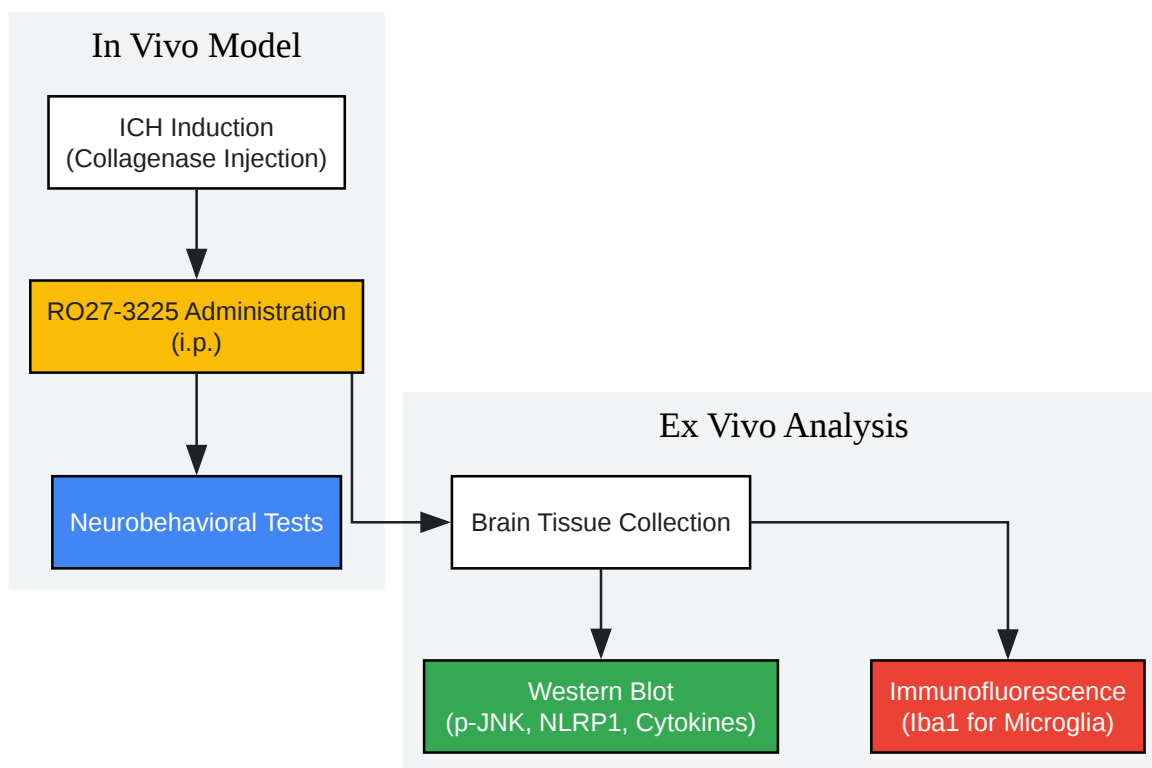 In Vivo Model
ICH Induction
(Collagenase Injection)
RO27-3225 Administration
(i.p.)
Neurobehavioral Tests
Ex Vivo Analysis
Brain Tissue Collection
Western Blot
(p-JNK, NLRP1, Cytokines)
Immunofluorescence
(Iba1 for Microglia)